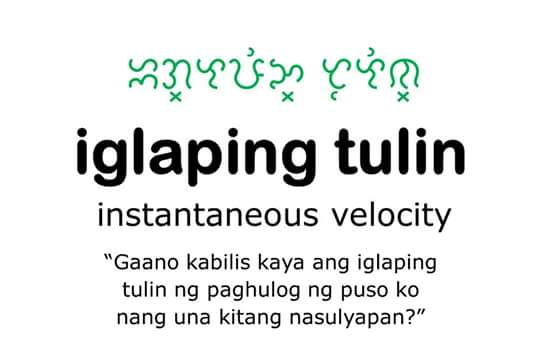 ᜁᜄ᜔ᜎᜉᜒᜅ᜔ ᜆᜓᜎᜒᜈ᜔
iglaping tulin
instantaneous velocity
“Gaano kabilis kaya ang iglaping
tulin ng paghulog ng puso ko
nang una kitang nasulyapan?”